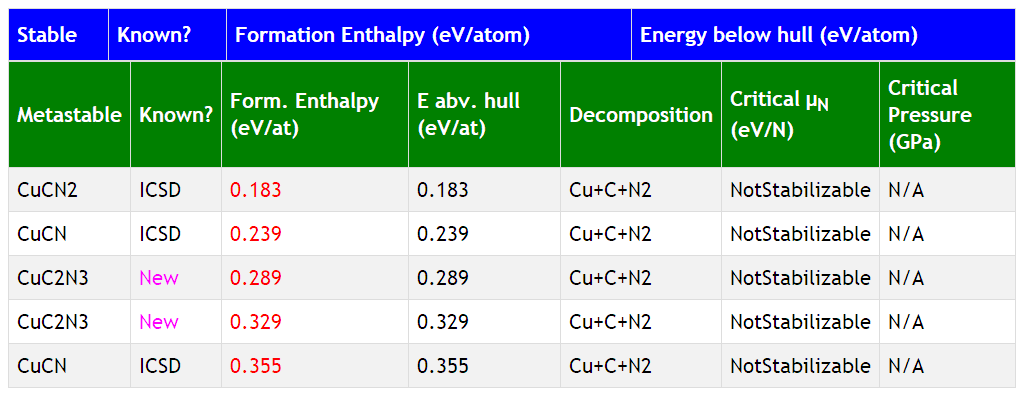 Stable Known? Formation Enthalpy (eV/atom) Energy below hull (eV/atom)
Metastable Known? Form. Enthalpy (eV/at) E abv. hull (eV/at) Decomposition Critical μN (eV/N) Critical Pressure (GPa)
CuCN2 ICSD 0.183 0.183 Cu+C+N2 NotStabilizable N/A
CuCN ICSD 0.239 0.239 Cu+C+N2 NotStabilizable N/A
CuC2N3 New 0.289 0.289 Cu+C+N2 NotStabilizable N/A
CuC2N3 New 0.329 0.329 Cu+C+N2 NotStabilizable N/A
CuCN ICSD 0.355 0.355 Cu+C+N2 NotStabilizable N/A